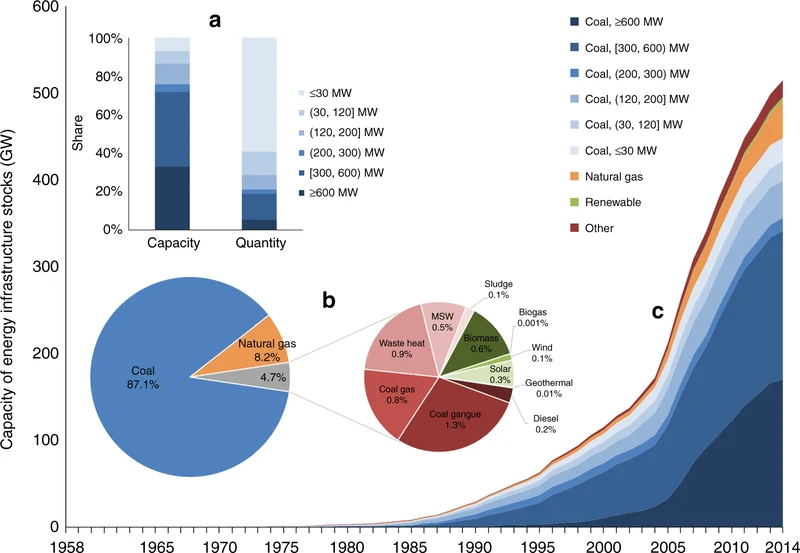 Capacity of energy infrastructure stocks (GW)
600
500
400
300
200
100
0
1958
1965
1970
1975
1980
1985
1990
1995
2000
2005
2010
2014
a
Share
100%
80%
60%
40%
20%
0%
Capacity
Quantity
≤30 MW
(30, 120] MW
(120, 200] MW
(200, 300) MW
[300, 600) MW
≥600 MW
b
Coal
87.1%
Natural gas
8.2%
4.7%
Sludge
0.1%
MSW
0.5%
Biogas
0.001%
Biomass
0.6%
Waste heat
0.9%
Wind
0.1%
Solar
0.3%
Geothermal
0.01%
Coal gas
0.8%
Diesel
0.2%
Coal gangue
1.3%
c
Coal, ≥600 MW
Coal, [300, 600) MW
Coal, (200, 300) MW
Coal, (120, 200] MW
Coal, (30, 120] MW
Coal, ≤30 MW
Natural gas
Renewable
Other